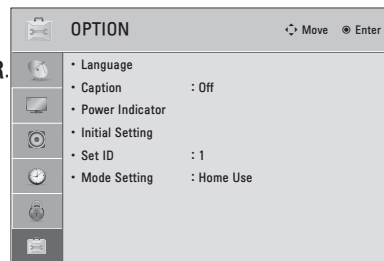 OPTION Move Enter
R.
• Language
• Caption : Off
• Power Indicator
• Initial Setting
• Set ID : 1
• Mode Setting : Home Use